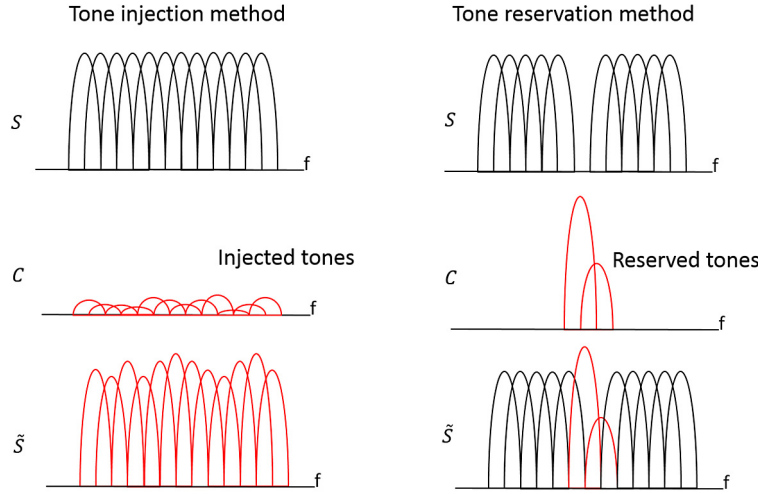 Tone injection method
Tone reservation method
S
f
S
f
C
Injected tones
f
C
Reserved tones
f
S̃
f
S̃
f